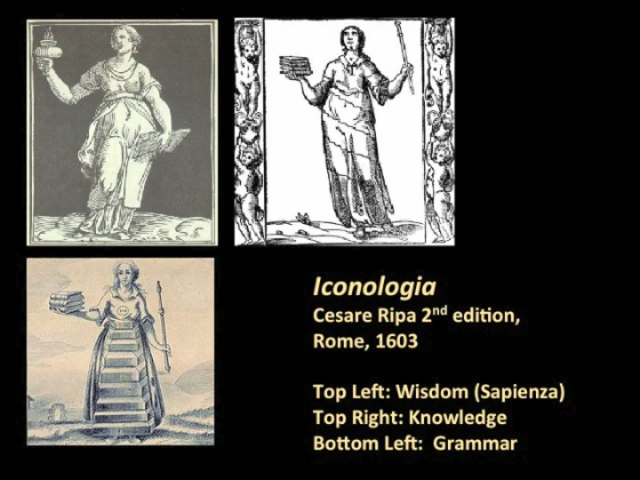 Iconologia
Cesare Ripa 2nd edition,
Rome, 1603
Top Left: Wisdom (Sapienza)
Top Right: Knowledge
Bottom Left: Grammar